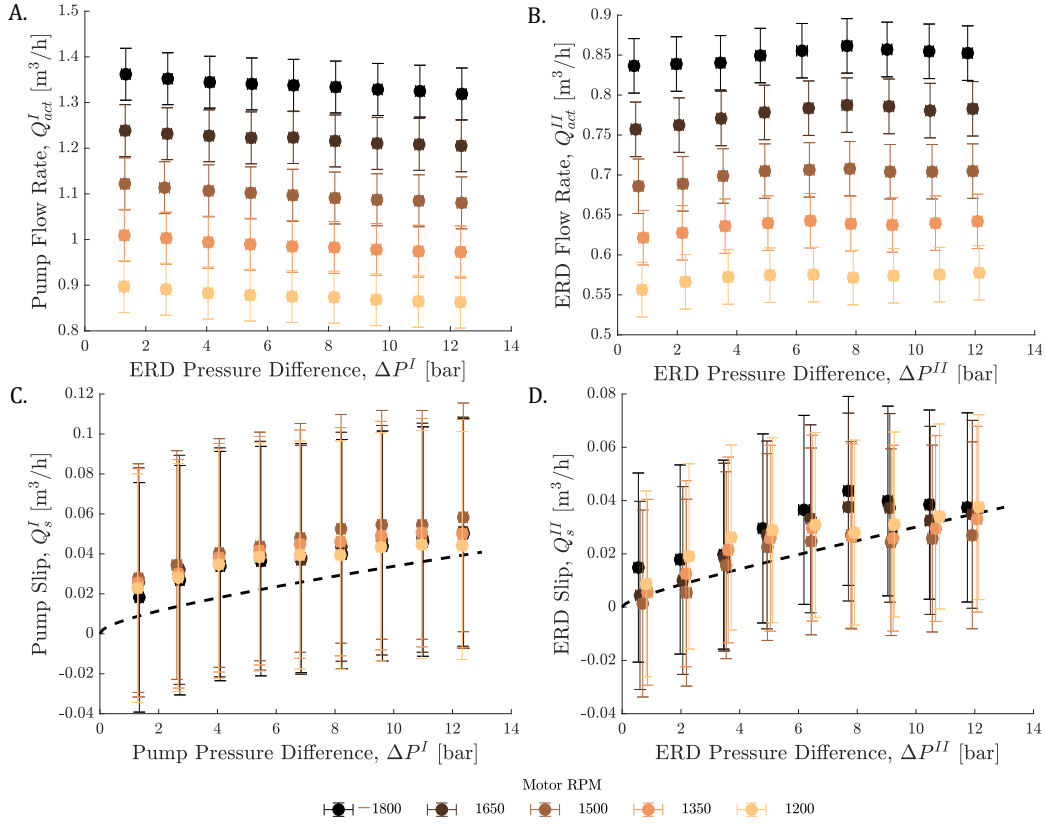 A.
Pump Flow Rate, Q^I_act [m³/h]
1.5
1.4
1.3
1.2
1.1
1
0.9
0.8
0 2 4 6 8 10 12 14
ERD Pressure Difference, ΔP^I [bar]
B.
ERD Flow Rate, Q^II_act [m³/h]
0.9
0.85
0.8
0.75
0.7
0.65
0.6
0.55
0.5
0 2 4 6 8 10 12 14
ERD Pressure Difference, ΔP^II [bar]
C.
Pump Slip, Q^I_s [m³/h]
0.12
0.1
0.08
0.06
0.04
0.02
0
-0.02
-0.04
0 2 4 6 8 10 12 14
Pump Pressure Difference, ΔP^I [bar]
D.
ERD Slip, Q^II_s [m³/h]
0.08
0.06
0.04
0.02
0
-0.02
-0.04
0 2 4 6 8 10 12 14
ERD Pressure Difference, ΔP^II [bar]
Motor RPM
1800 1650 1500 1350 1200